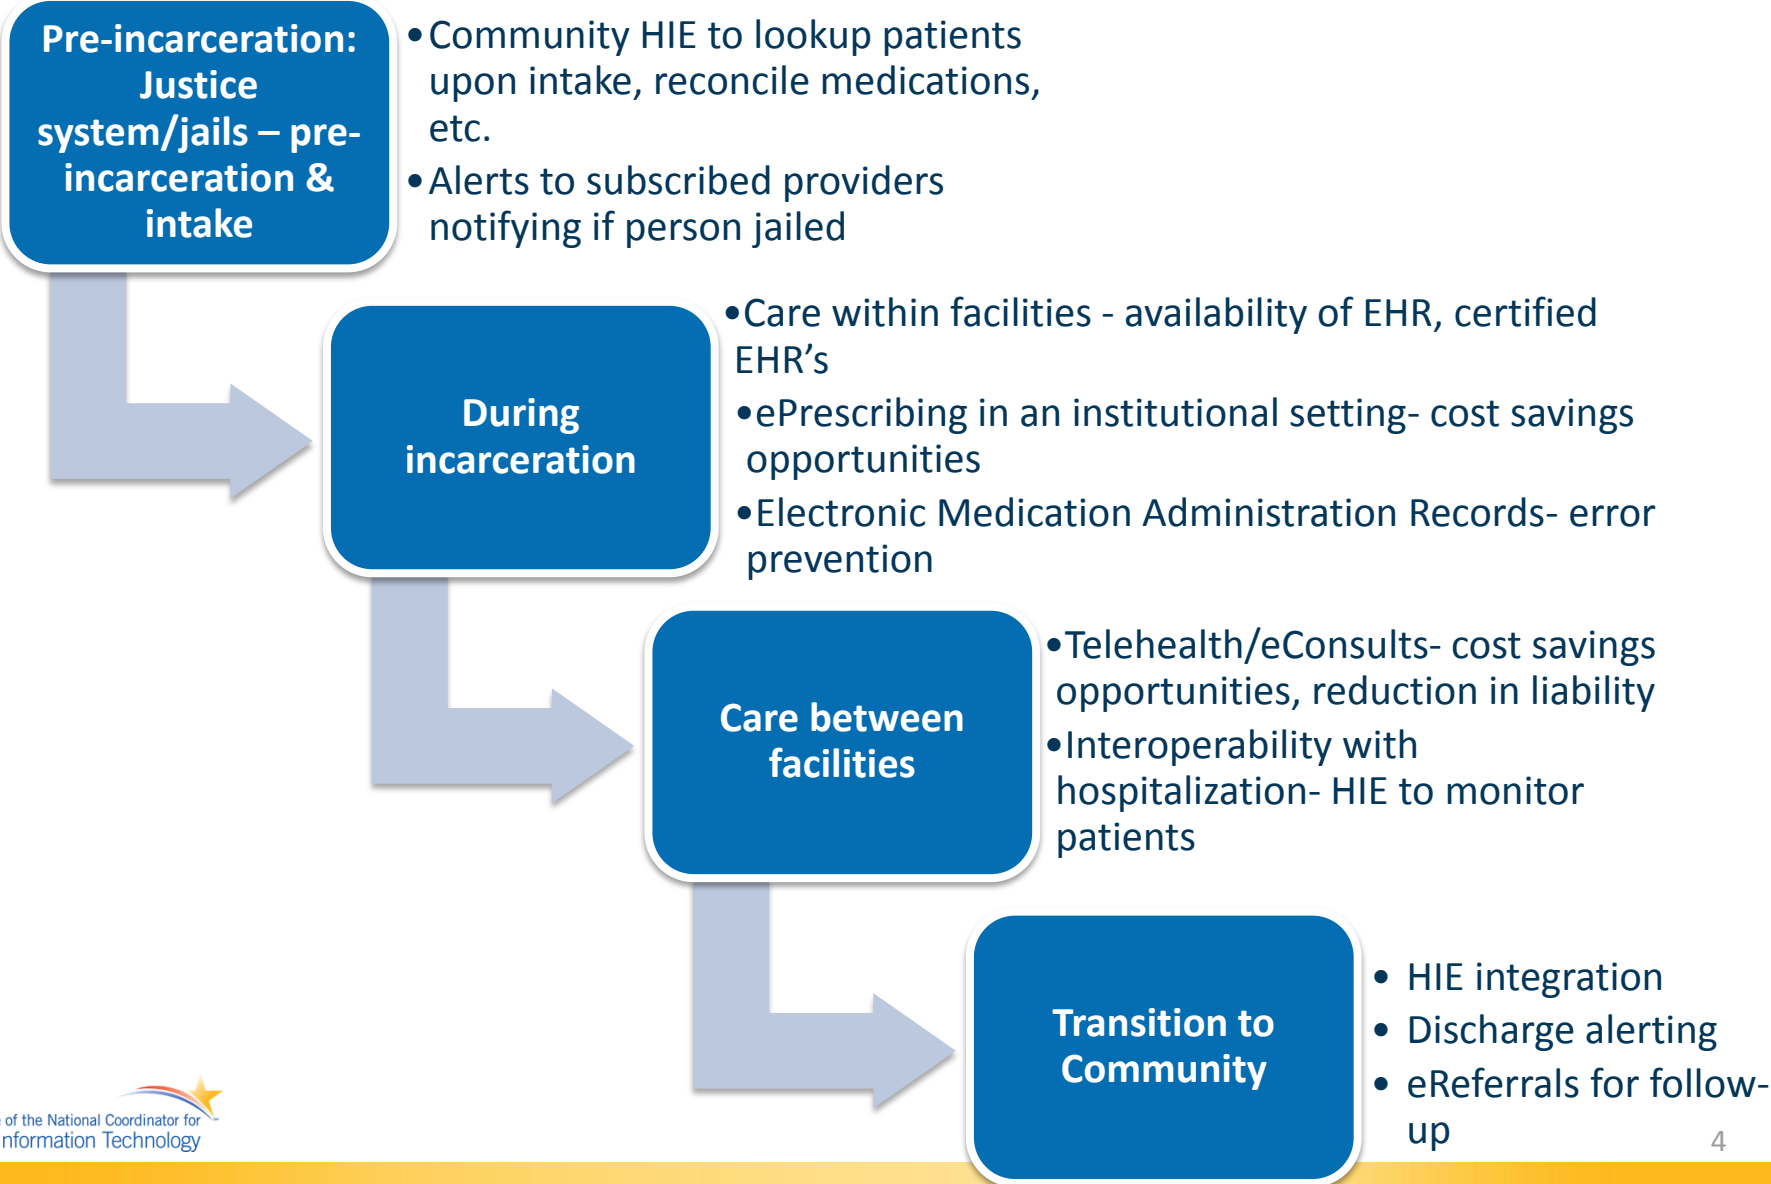 Pre-incarceration:
Justice
system/jails – pre-
incarceration &
intake
•Community HIE to lookup patients
upon intake, reconcile medications,
etc.
•Alerts to subscribed providers
notifying if person jailed
During
incarceration
•Care within facilities - availability of EHR, certified
EHR’s
•ePrescribing in an institutional setting- cost savings
opportunities
•Electronic Medication Administration Records- error
prevention
Care between
facilities
•Telehealth/eConsults- cost savings
opportunities, reduction in liability
•Interoperability with
hospitalization- HIE to monitor
patients
Transition to
Community
• HIE integration
• Discharge alerting
• eReferrals for follow-
up
of the National Coordinator for
Information Technology
4